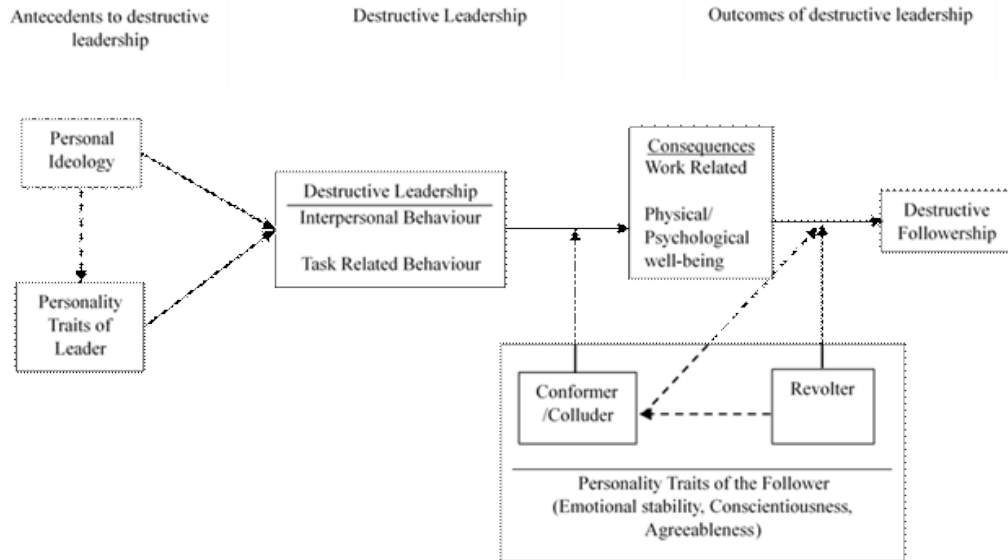 Antecedents to destructive
leadership
Destructive Leadership
Outcomes of destructive leadership
Personal
Ideology
Personality
Traits of
Leader
Destructive Leadership
Interpersonal Behaviour
Task Related Behaviour
Consequences
Work Related
Physical/
Psychological
well-being
Destructive
Followership
Conformer
/Colluder
Revolter
Personality Traits of the Follower
(Emotional stability, Conscientiousness,
Agreeableness)